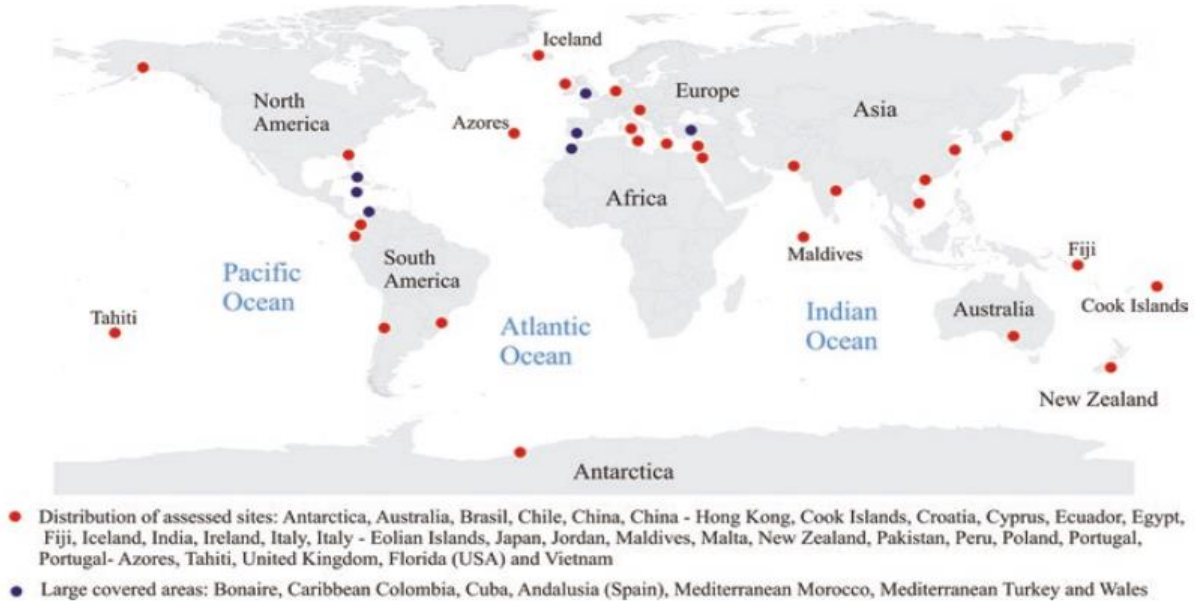 Iceland
North
America
Azores
Europe
Asia
Africa
Maldives
Fiji
South
America
Pacific
Ocean
Cook Islands
Tahiti
Atlantic
Ocean
Indian
Ocean
Australia
New Zealand
Antarctica
Distribution of assessed sites: Antarctica, Australia, Brasil, Chile, China, China - Hong Kong, Cook Islands, Croatia, Cyprus, Ecuador, Egypt,
Fiji, Iceland, India, Ireland, Italy, Italy - Eolian Islands, Japan, Jordan, Maldives, Malta, New Zealand, Pakistan, Peru, Poland, Portugal,
Portugal- Azores, Tahiti, United Kingdom, Florida (USA) and Vietnam
Large covered areas: Bonaire, Caribbean Colombia, Cuba, Andalusia (Spain), Mediterranean Morocco, Mediterranean Turkey and Wales